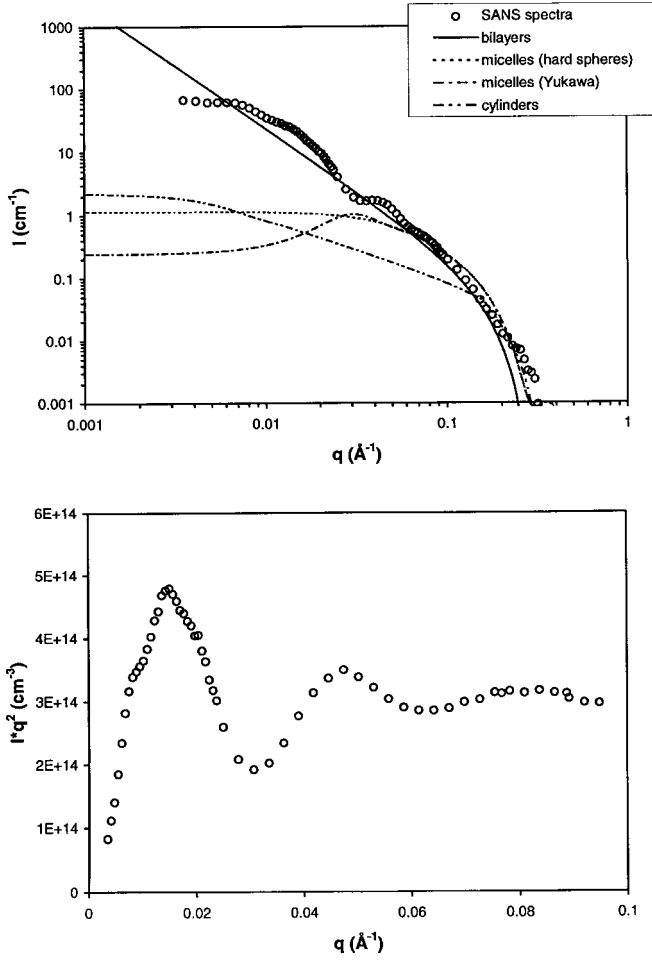 SANS spectra
bilayers
micelles (hard spheres)
micelles (Yukawa)
cylinders
1000
100
10
1
0.1
0.01
0.001
I (cm⁻¹)
0.001
0.01
0.1
1
q (Å⁻¹)
6E+14
5E+14
4E+14
3E+14
2E+14
1E+14
0
I*q² (cm⁻³)
0
0.02
0.04
0.06
0.08
0.1
q (Å⁻¹)